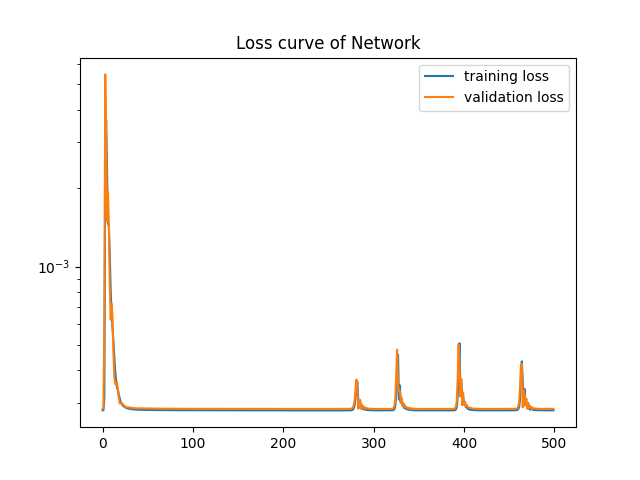 Loss curve of Network
training loss
validation loss
10⁻³
0 100 200 300 400 500